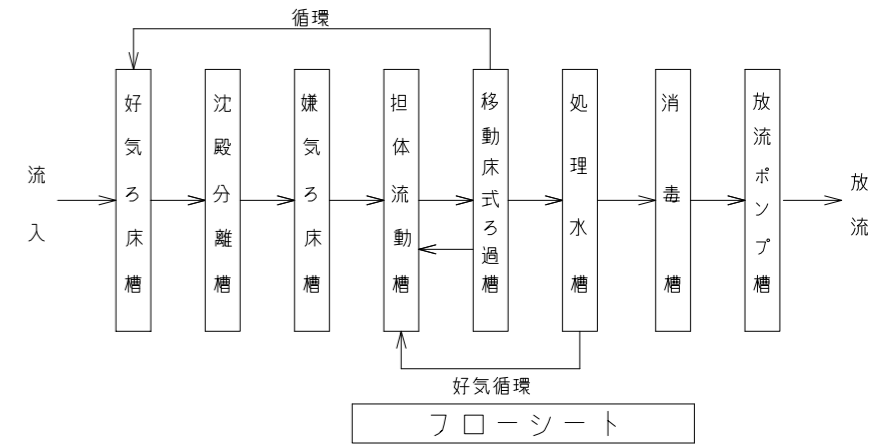 循環
流入
好気ろ床槽
沈殿分離槽
嫌気ろ床槽
担体流動槽
移動床式ろ過槽
処理水槽
消毒槽
放流ポンプ槽
放流
好気循環
フローシート